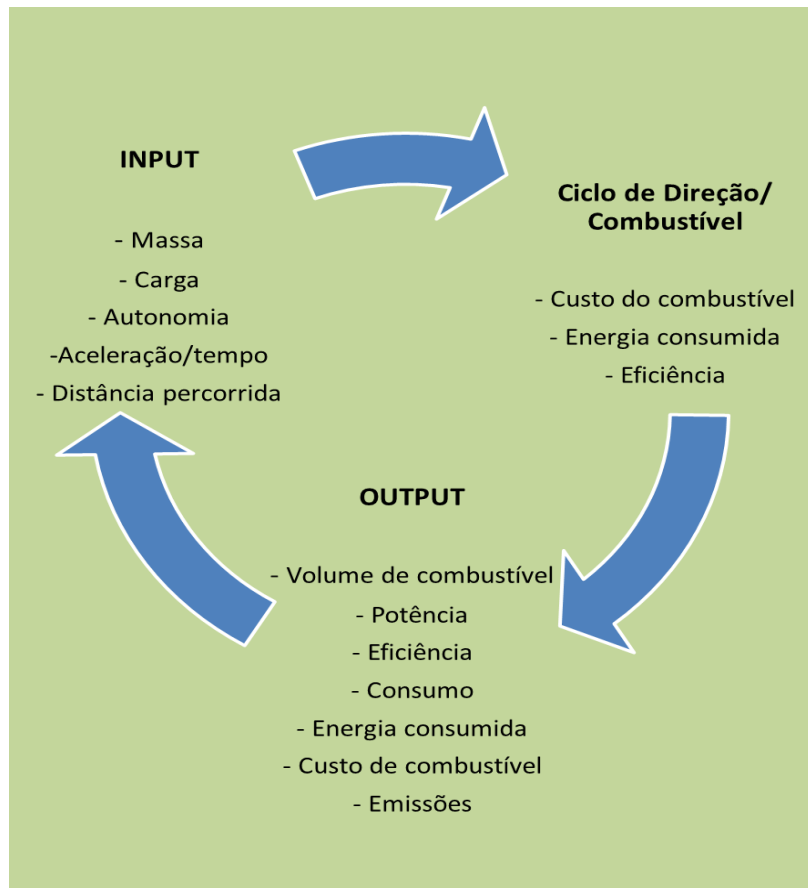 INPUT
- Massa
- Carga
- Autonomia
-Aceleração/tempo
- Distância percorrida
Ciclo de Direção/
Combustível
- Custo do combustível
- Energia consumida
- Eficiência
OUTPUT
- Volume de combustível
- Potência
- Eficiência
- Consumo
- Energia consumida
- Custo de combustível
- Emissões